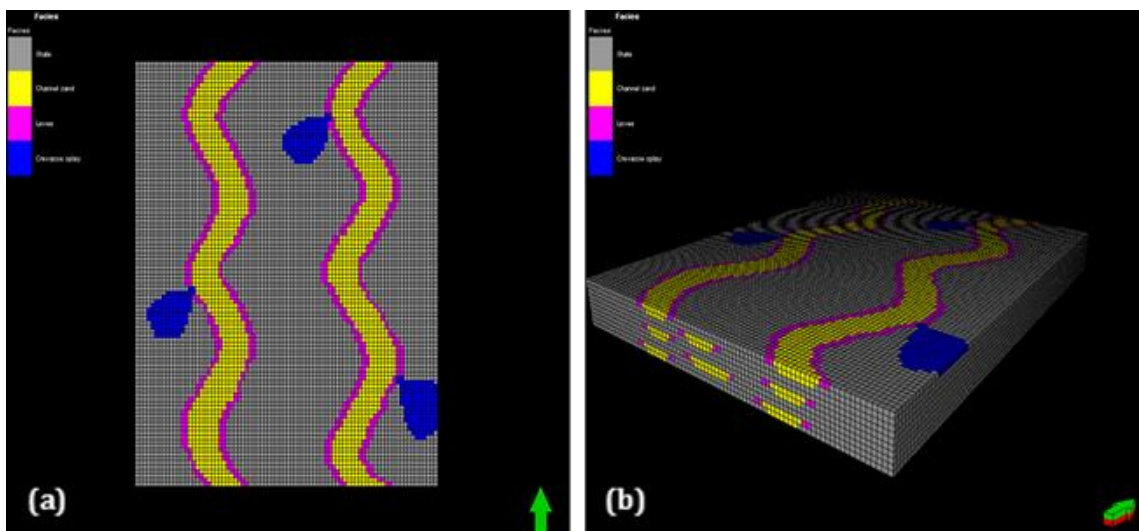 Facies
Facies
Shale
Channel sand
Levee
Crevasse splay
(a)
Facies
Facies
Shale
Channel sand
Levee
Crevasse splay
(b)